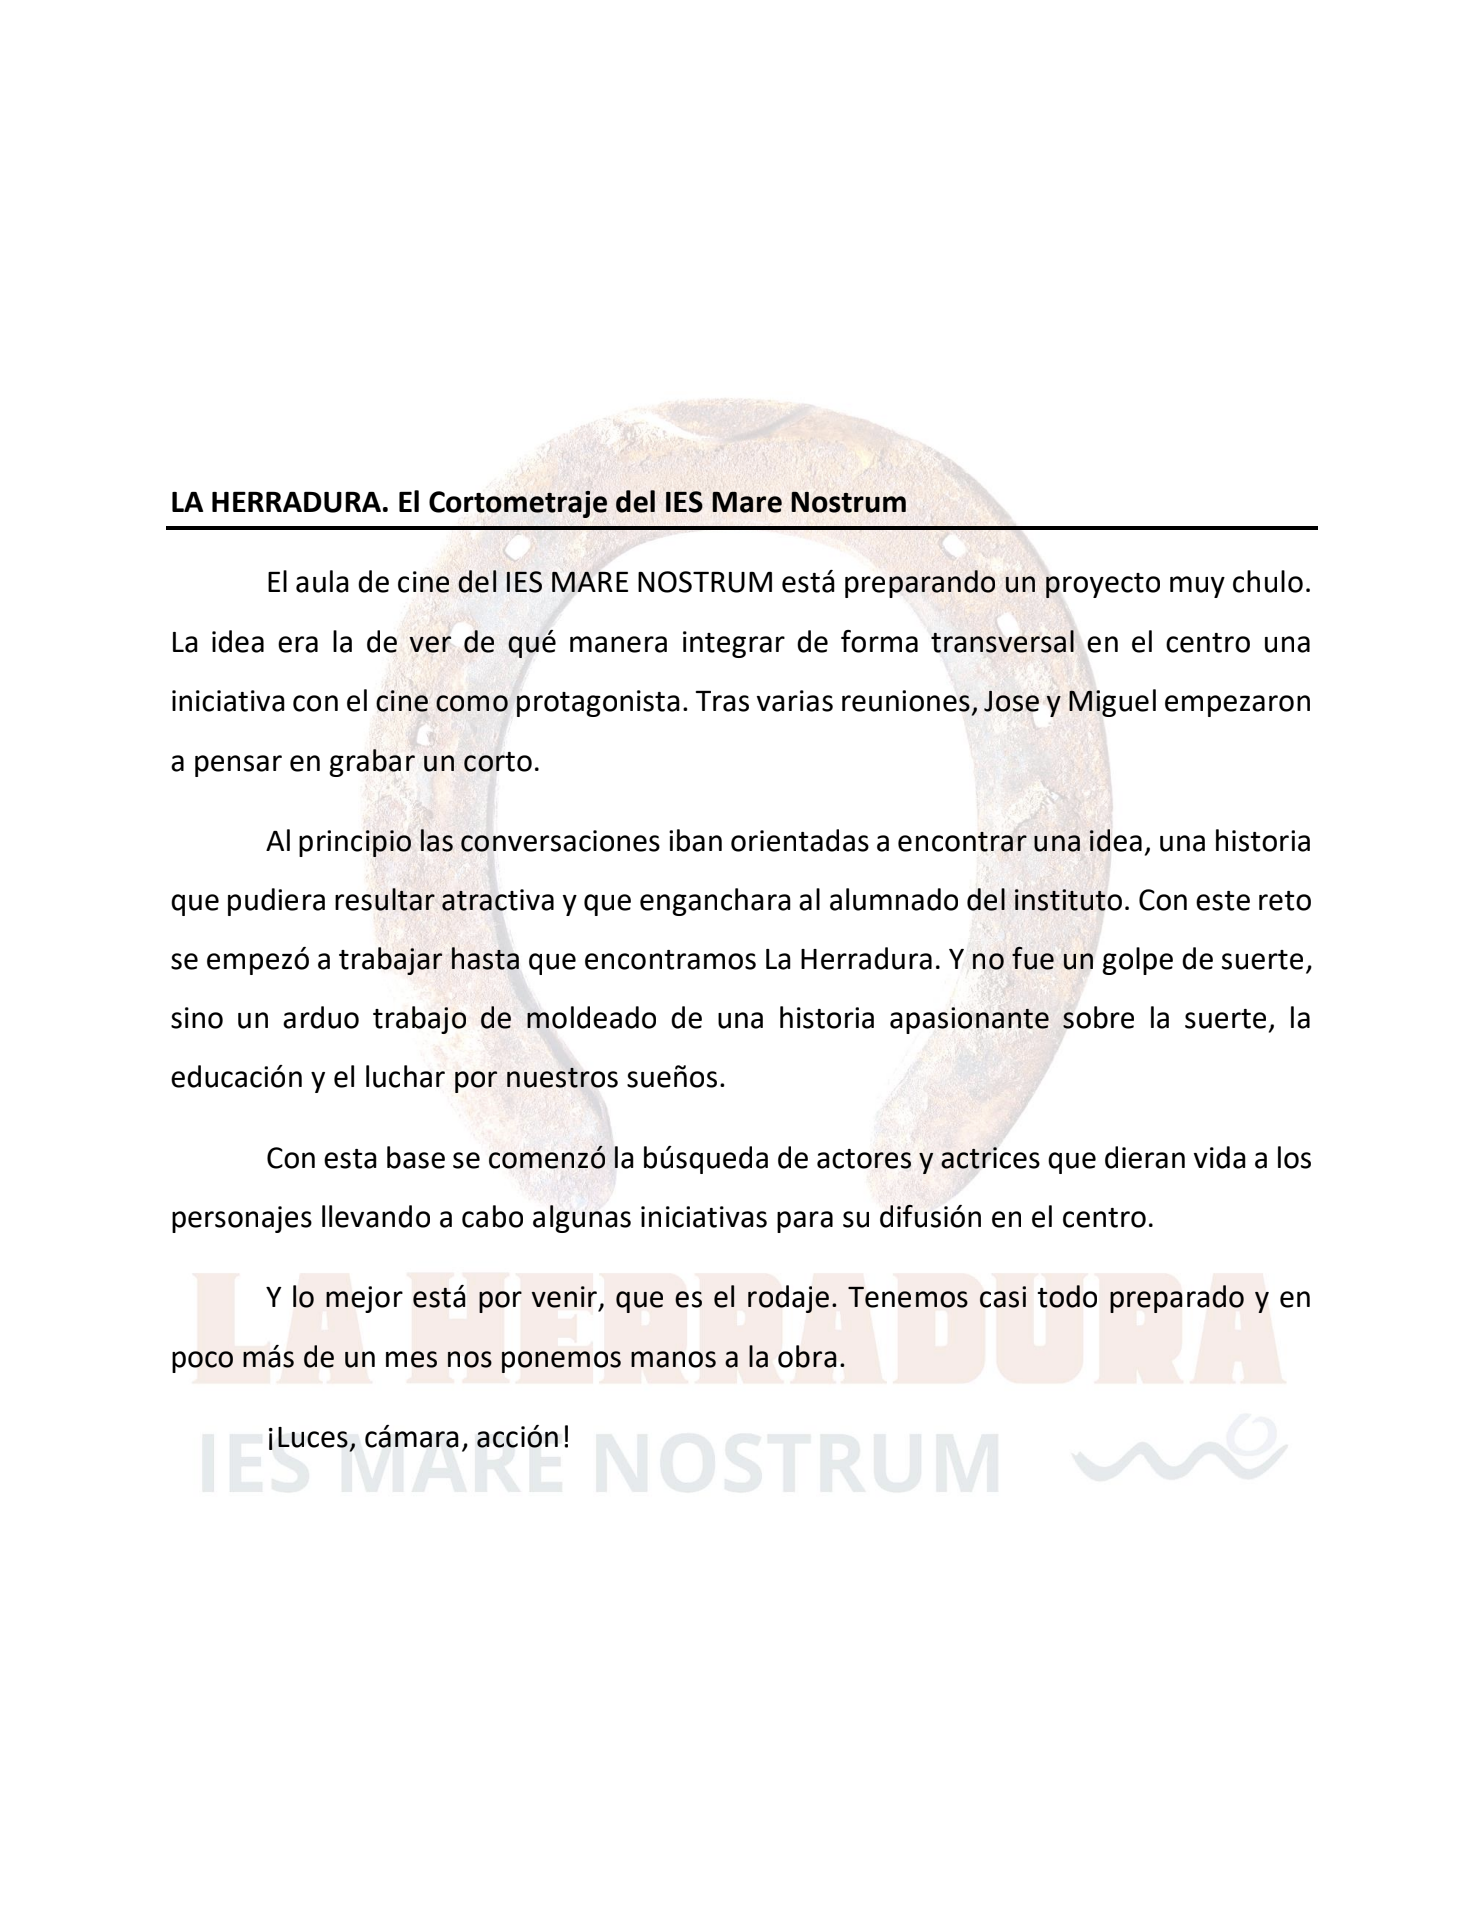 LA HERRADURA. El Cortometraje del IES Mare Nostrum
El aula de cine del IES MARE NOSTRUM está preparando un proyecto muy chulo.
La idea era la de ver de qué manera integrar de forma transversal en el centro una
iniciativa con el cine como protagonista. Tras varias reuniones, Jose y Miguel empezaron
a pensar en grabar un corto.
Al principio las conversaciones iban orientadas a encontrar una idea, una historia
que pudiera resultar atractiva y que enganchara al alumnado del instituto. Con este reto
se empezó a trabajar hasta que encontramos La Herradura. Y no fue un golpe de suerte,
sino un arduo trabajo de moldeado de una historia apasionante sobre la suerte, la
educación y el luchar por nuestros sueños.
Con esta base se comenzó la búsqueda de actores y actrices que dieran vida a los
personajes llevando a cabo algunas iniciativas para su difusión en el centro.
Y lo mejor está por venir, que es el rodaje. Tenemos casi todo preparado y en
poco más de un mes nos ponemos manos a la obra.
¡Luces, cámara, acción!
LA HERRADURA
IES MARE NOSTRUM